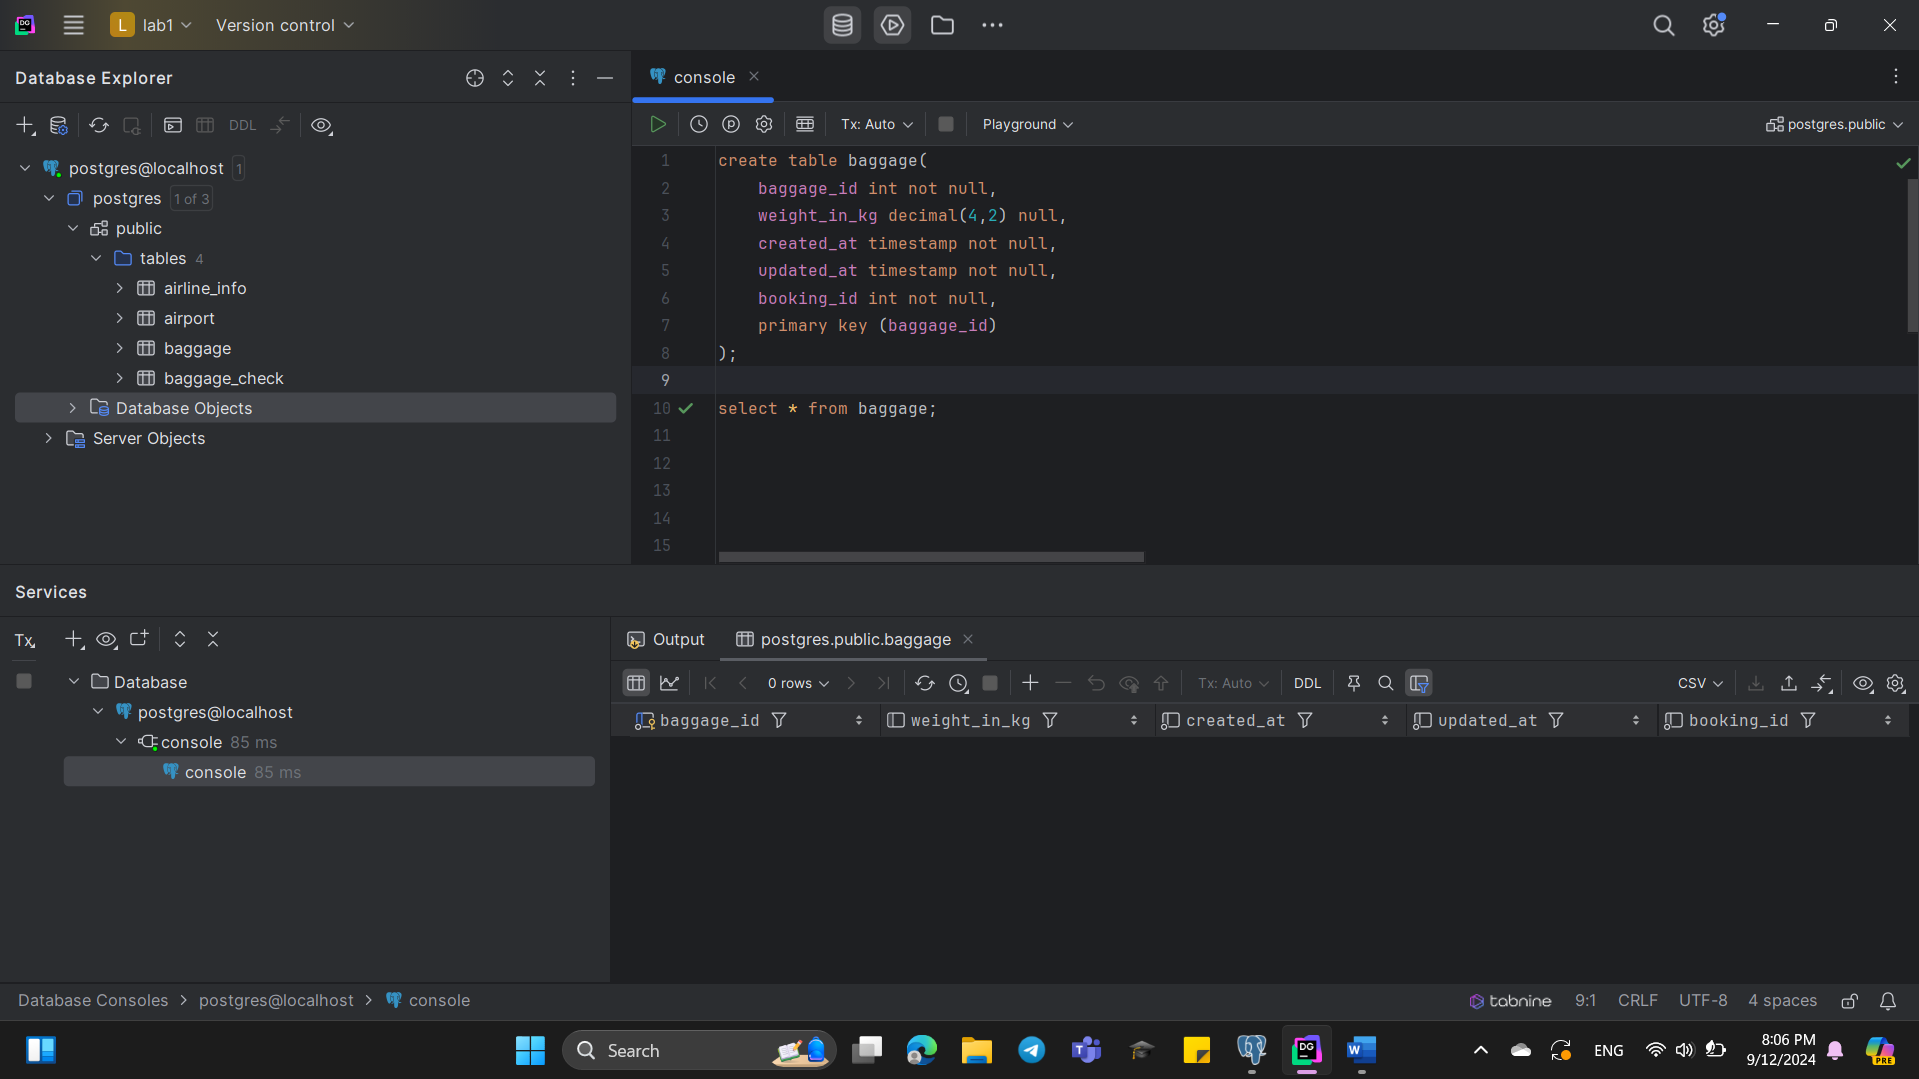 L lab1 Version control
Database Explorer
DDL
postgres@localhost 1
postgres 1 of 3
public
tables 4
airline_info
airport
baggage
baggage_check
Database Objects
Server Objects
console
Tx: Auto Playground postgres.public
1 create table baggage(
2 baggage_id int not null,
3 weight_in_kg decimal(4,2) null,
4 created_at timestamp not null,
5 updated_at timestamp not null,
6 booking_id int not null,
7 primary key (baggage_id)
8 );
9
10 select * from baggage;
11
12
13
14
15
Services
Tx
Database
postgres@localhost
console 85 ms
console 85 ms
Output postgres.public.baggage
0 rows Tx: Auto DDL CSV
baggage_id weight_in_kg created_at updated_at booking_id
Database Consoles > postgres@localhost > console
tabnine 9:1 CRLF UTF-8 4 spaces
Search
DG
W
ENG
8:06 PM
9/12/2024
PRE